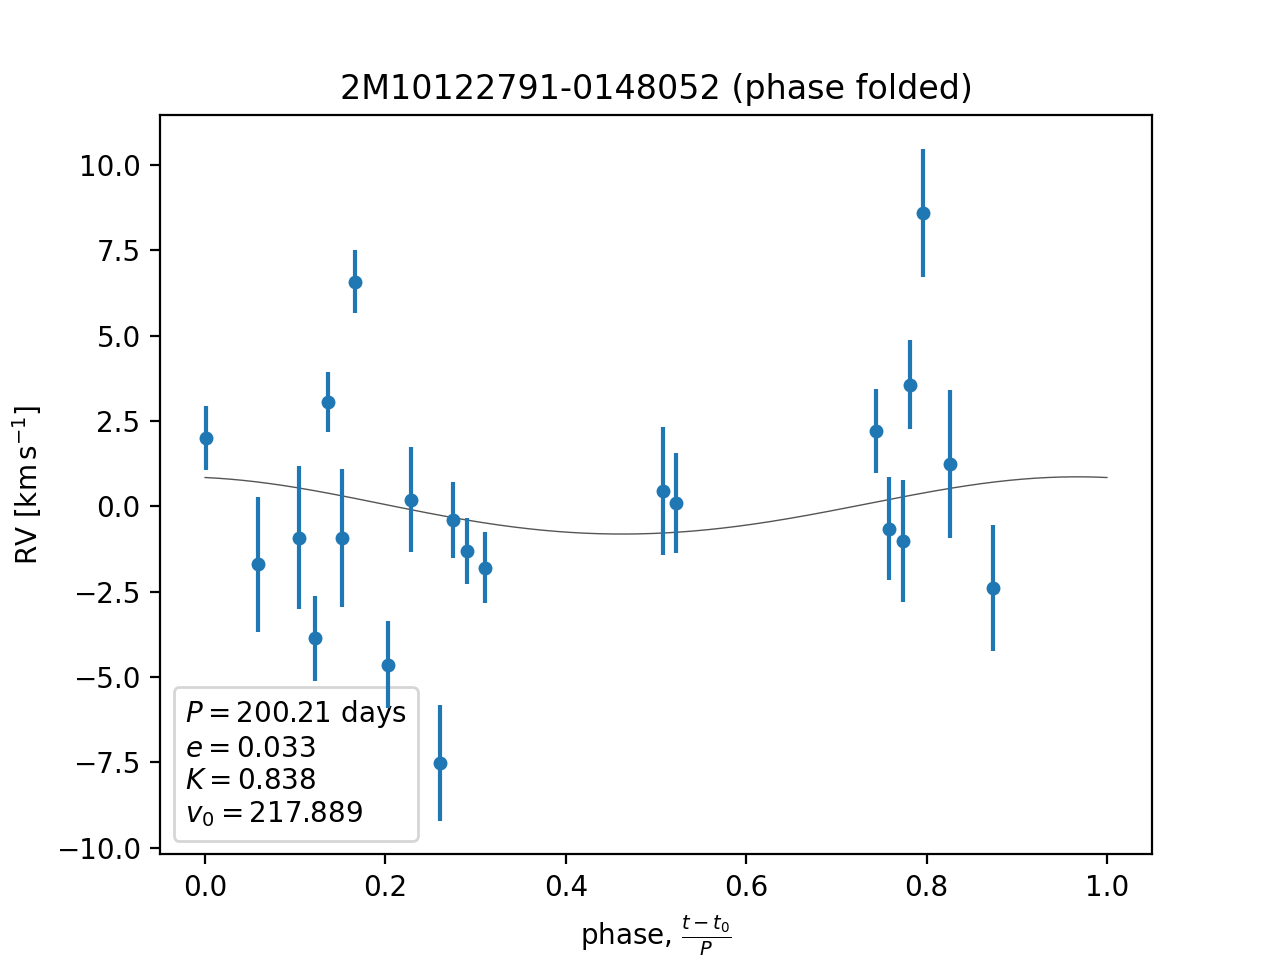 2M10122791-0148052 (phase folded)
10.0
7.5
5.0
2.5
0.0
−2.5
−5.0
−7.5
−10.0
RV [km s⁻¹]
P = 200.21 days
e = 0.033
K = 0.838
v₀ = 217.889
0.0 0.2 0.4 0.6 0.8 1.0
phase, (t − t₀)/P